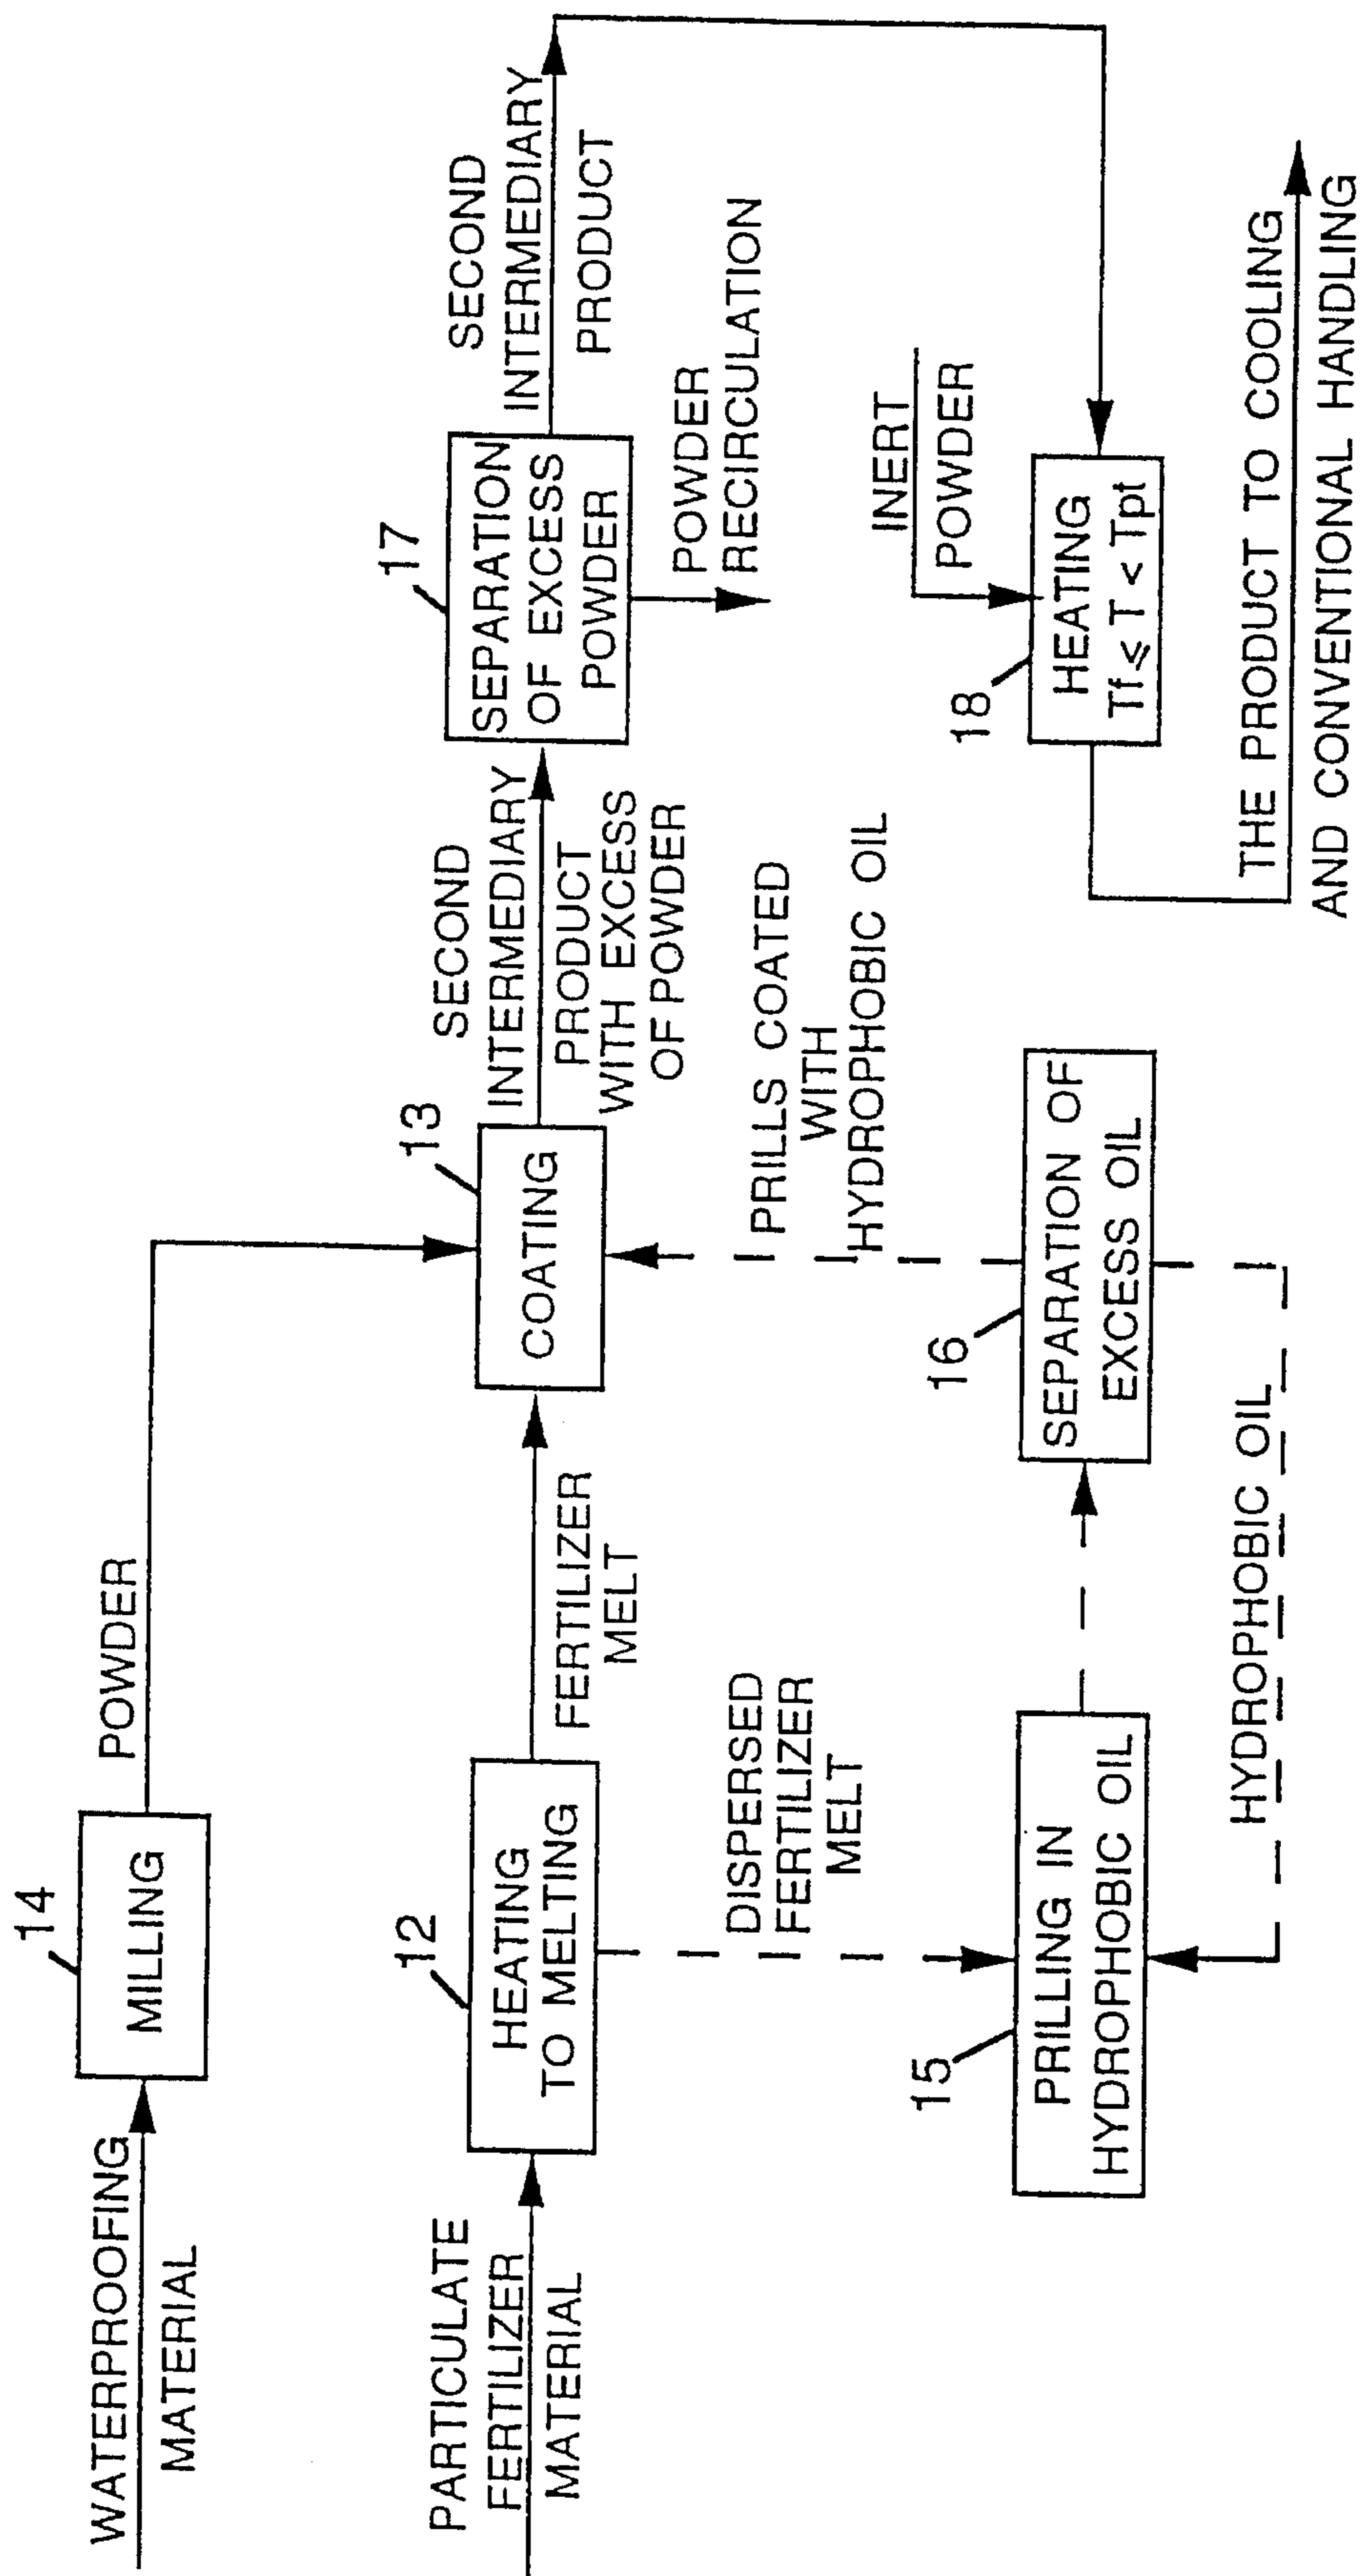 WATERPROOFING
MATERIAL
14
MILLING
POWDER
PARTICULATE
FERTILIZER
MATERIAL
12
HEATING
TO MELTING
FERTILIZER
MELT
13
COATING
SECOND
INTERMEDIARY
PRODUCT
WITH EXCESS
OF POWDER
17
SEPARATION
OF EXCESS
POWDER
SECOND
INTERMEDIARY
PRODUCT
POWDER
RECIRCULATION
DISPERSED
FERTILIZER
MELT
15
PRILLING IN
HYDROPHOBIC OIL
16
SEPARATION OF
EXCESS OIL
HYDROPHOBIC OIL
PRILLS COATED
WITH
HYDROPHOBIC OIL
INERT
POWDER
18
HEATING
Tf ≤ T < Tpt
THE PRODUCT TO COOLING
AND CONVENTIONAL HANDLING